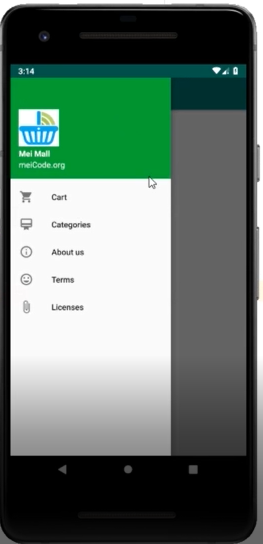 3:14
Mei Mall
meiCode.org
Cart
Categories
About us
Terms
Licenses